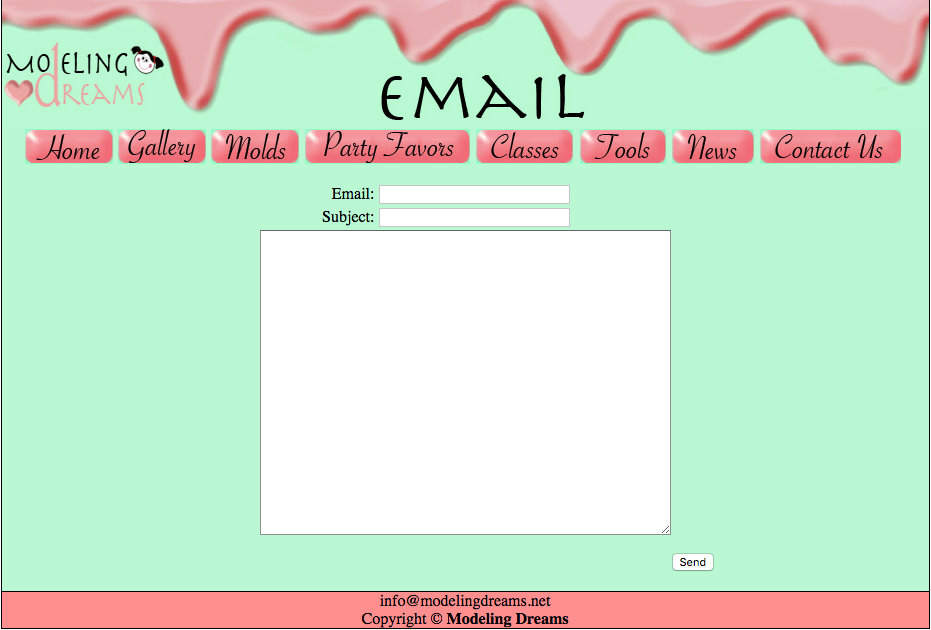 modeling
dreams
EMAIL
Home Gallery Molds Party Favors Classes Tools News Contact Us
Email:
Subject:
Send
info@modelingdreams.net
Copyright © Modeling Dreams